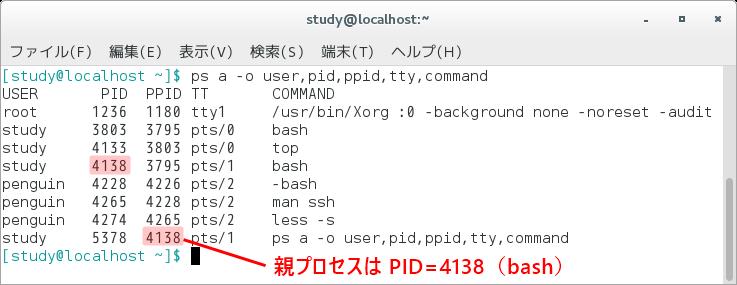 study@localhost:~
ファイル(F) 編集(E) 表示(V) 検索(S) 端末(T) ヘルプ(H)
[study@localhost ~]$ ps a -o user,pid,ppid,tty,command
USER       PID  PPID TT       COMMAND
root      1236  1180 tty1     /usr/bin/Xorg :0 -background none -noreset -audit
study     3803  3795 pts/0    bash
study     4133  3803 pts/0    top
study     4138  3795 pts/1    bash
penguin   4228  4226 pts/2    -bash
penguin   4265  4228 pts/2    man ssh
penguin   4274  4265 pts/2    less -s
study     5378  4138 pts/1    ps a -o user,pid,ppid,tty,command
[study@localhost ~]$
親プロセスは PID=4138（bash）